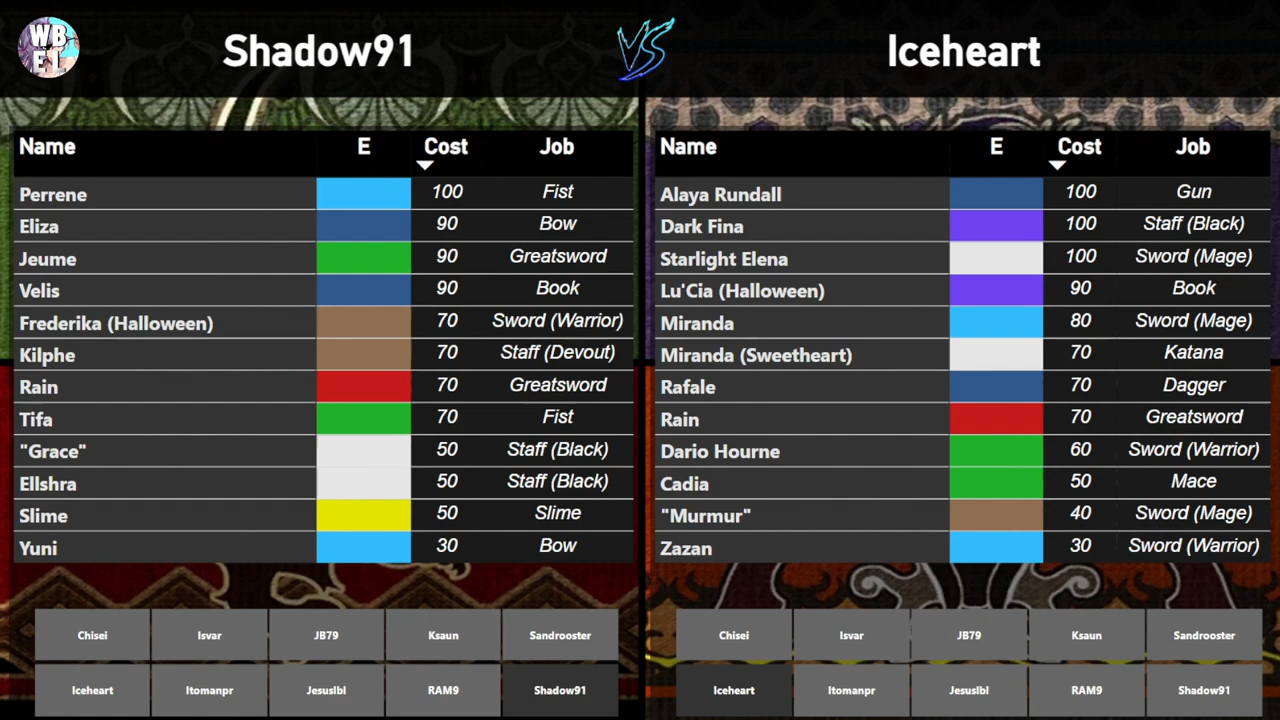 WB
EI
Shadow91
VS
Iceheart
Name E Cost Job
Perrene 100 Fist
Eliza 90 Bow
Jeume 90 Greatsword
Velis 90 Book
Frederika (Halloween) 70 Sword (Warrior)
Kilphe 70 Staff (Devout)
Rain 70 Greatsword
Tifa 70 Fist
"Grace" 50 Staff (Black)
Ellshra 50 Staff (Black)
Slime 50 Slime
Yuni 30 Bow
Chisei Isvar JB79 Ksaun Sandrooster
Iceheart Itomanpr Jesuslbl RAM9 Shadow91
Name E Cost Job
Alaya Rundall 100 Gun
Dark Fina 100 Staff (Black)
Starlight Elena 100 Sword (Mage)
Lu'Cia (Halloween) 90 Book
Miranda 80 Sword (Mage)
Miranda (Sweetheart) 70 Katana
Rafale 70 Dagger
Rain 70 Greatsword
Dario Hourne 60 Sword (Warrior)
Cadia 50 Mace
"Murmur" 40 Sword (Mage)
Zazan 30 Sword (Warrior)
Chisei Isvar JB79 Ksaun Sandrooster
Iceheart Itomanpr Jesuslbl RAM9 Shadow91